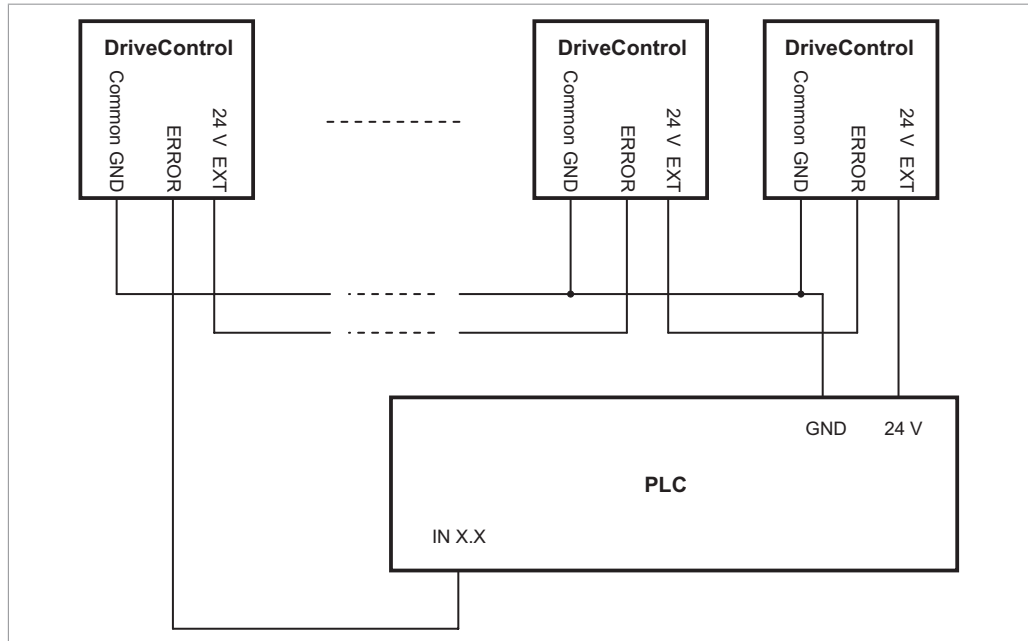 DriveControl
Common GND
ERROR
24 V EXT
DriveControl
Common GND
ERROR
24 V EXT
DriveControl
Common GND
ERROR
24 V EXT
GND
24 V
PLC
IN X.X